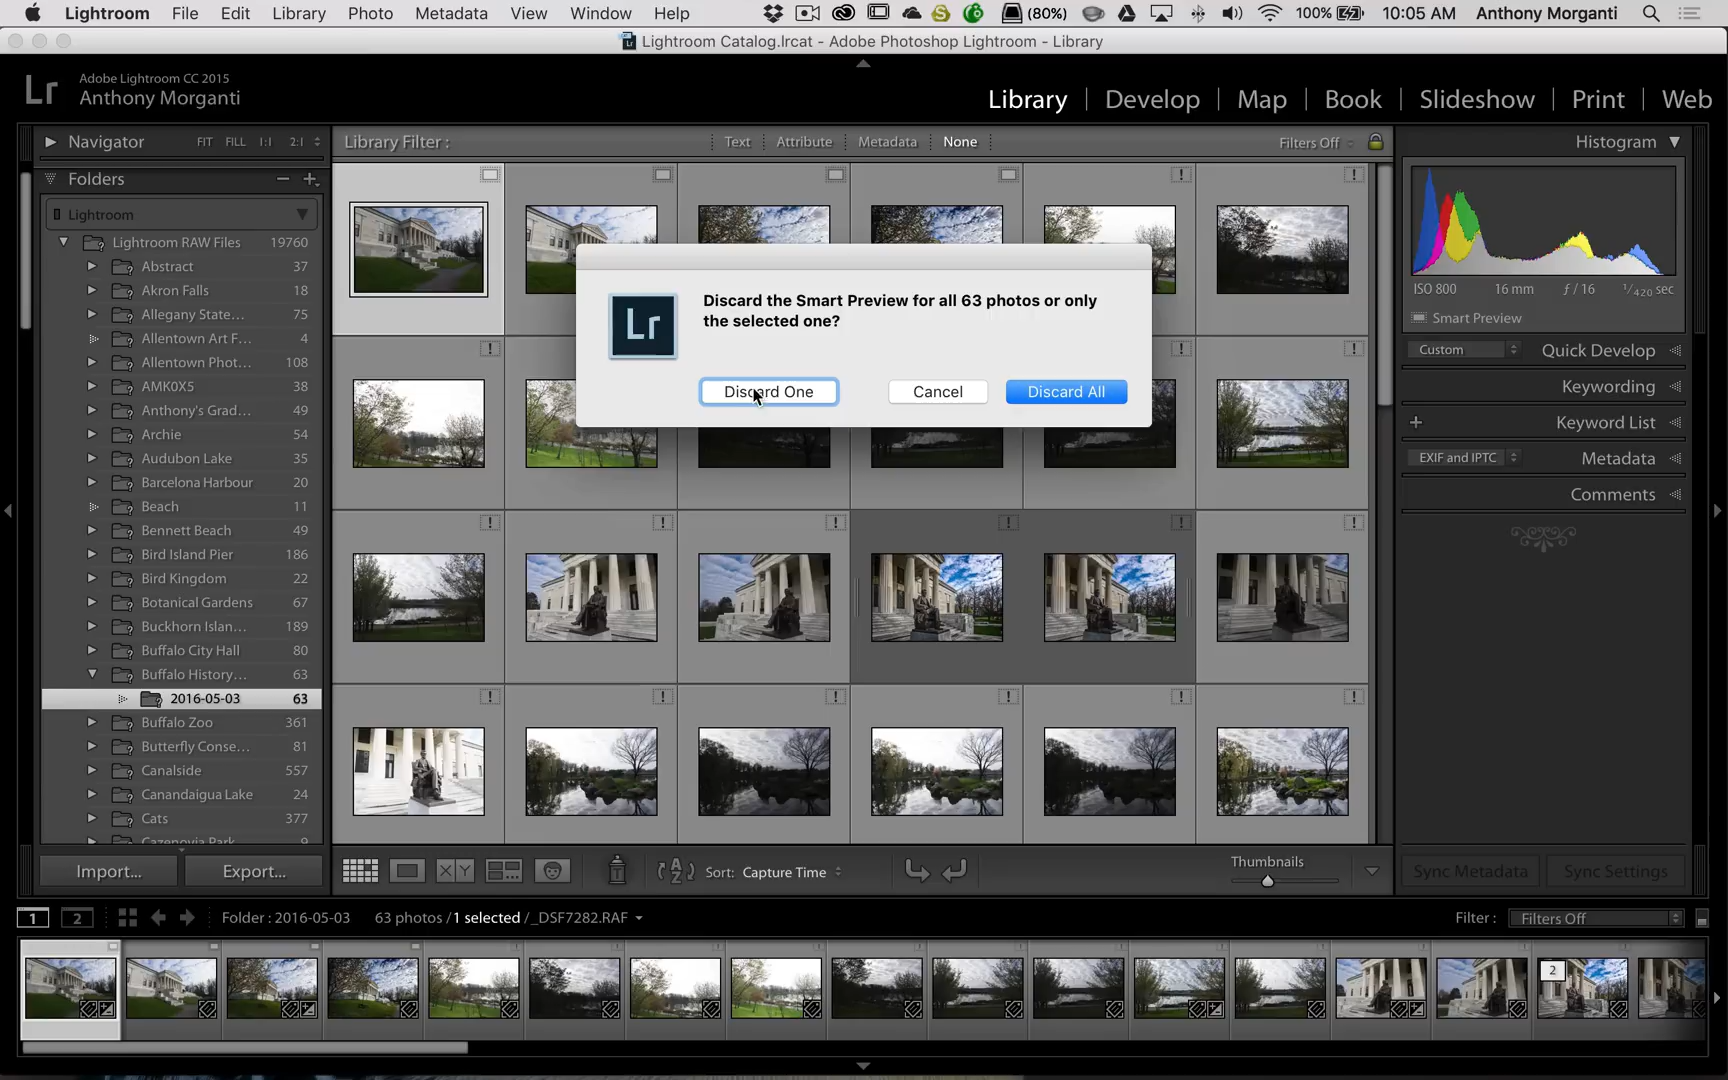 Lightroom File Edit Library Photo Metadata View Window Help (80%) 100% 10:05 AM Anthony Morganti
Lightroom Catalog.lrcat - Adobe Photoshop Lightroom - Library
Lr Adobe Lightroom CC 2015
Anthony Morganti
Library | Develop | Map | Book | Slideshow | Print | Web
Navigator FIT FILL 1:1 2:1
Library Filter : Text Attribute Metadata None Filters Off
Histogram
Folders
Lightroom
Lightroom RAW Files 19760
Abstract 37
Akron Falls 18
Allegany State... 75
Allentown Art F... 4
Allentown Phot... 108
AMK0X5 38
Anthony's Grad... 49
Archie 54
Audubon Lake 35
Barcelona Harbour 20
Beach 11
Bennett Beach 49
Bird Island Pier 186
Bird Kingdom 22
Botanical Gardens 67
Buckhorn Islan... 189
Buffalo City Hall 80
Buffalo History... 63
2016-05-03 63
Buffalo Zoo 361
Butterfly Conse... 81
Canalside 557
Canandaigua Lake 24
Cats 377
Cazenovia Park 9
Import... Export...
Lr
Discard the Smart Preview for all 63 photos or only
the selected one?
Discard One Cancel Discard All
ISO 800 16 mm ƒ / 16 1/420 sec
Smart Preview
Custom Quick Develop
Keywording
+ Keyword List
EXIF and IPTC Metadata
Comments
Sort: Capture Time
Thumbnails
Sync Metadata Sync Settings
1 2 Folder : 2016-05-03 63 photos / 1 selected / _DSF7282.RAF
Filter : Filters Off
2